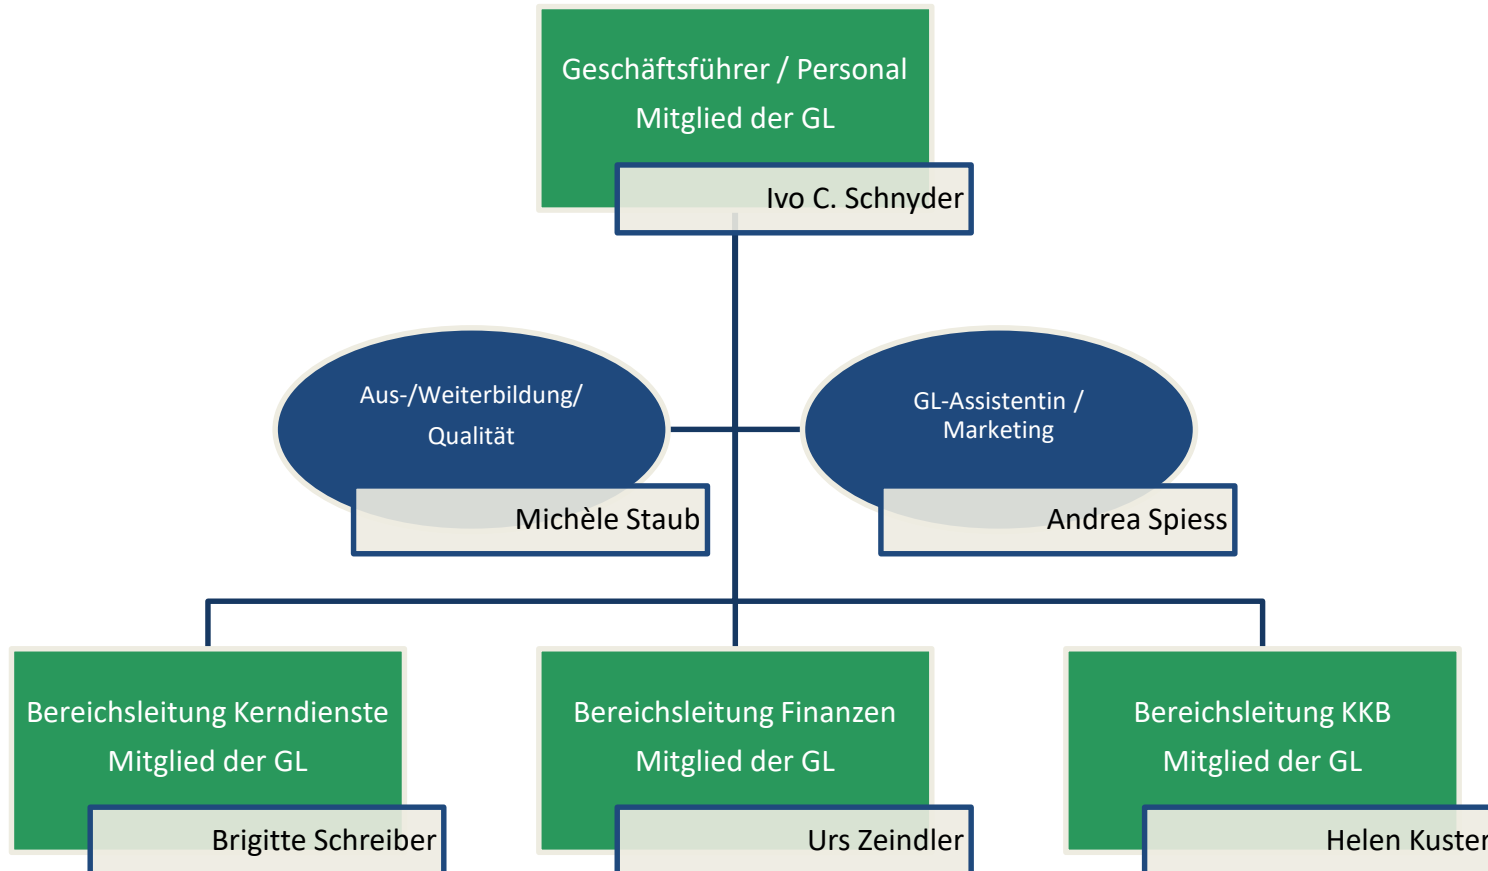 Geschäftsführer / Personal
Mitglied der GL
Ivo C. Schnyder
Aus-/Weiterbildung/
Qualität
Michèle Staub
GL-Assistentin /
Marketing
Andrea Spiess
Bereichsleitung Kerndienste
Mitglied der GL
Brigitte Schreiber
Bereichsleitung Finanzen
Mitglied der GL
Urs Zeindler
Bereichsleitung KKB
Mitglied der GL
Helen Kuster